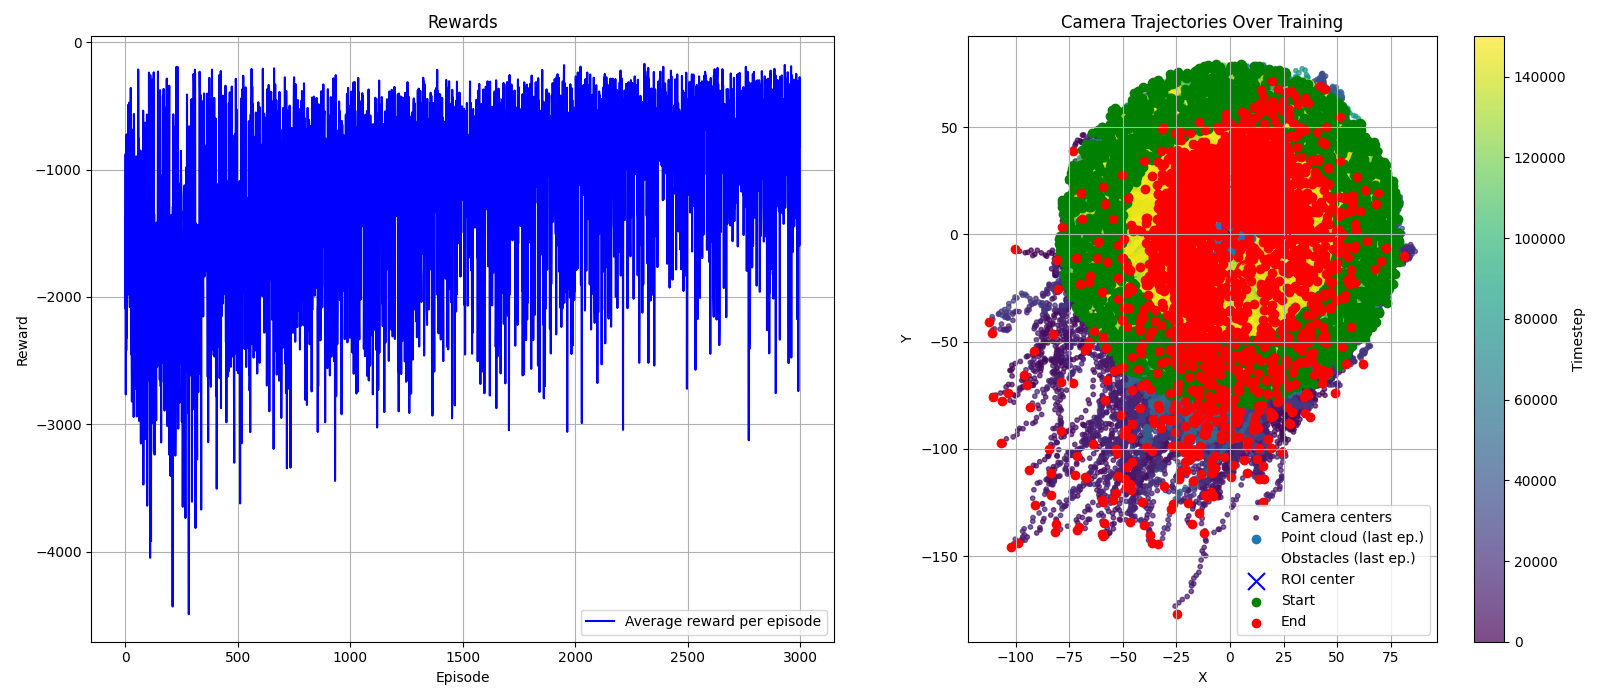 Rewards
0
−1000
−2000
−3000
−4000
Reward
0
500
1000
1500
2000
2500
3000
Episode
Average reward per episode
Camera Trajectories Over Training
50
0
−50
−100
−150
Y
−100
−75
−50
−25
0
25
50
75
X
Camera centers
Point cloud (last ep.)
Obstacles (last ep.)
ROI center
Start
End
140000
120000
100000
80000
60000
40000
20000
0
Timestep